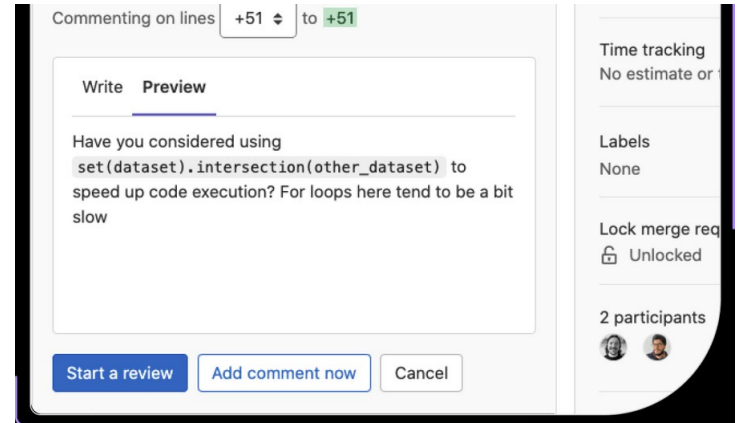 Commenting on lines +51 to +51
Write Preview
Have you considered using
set(dataset).intersection(other_dataset) to
speed up code execution? For loops here tend to be a bit
slow
Start a review Add comment now Cancel
Time tracking
No estimate or
Labels
None
Lock merge req
Unlocked
2 participants